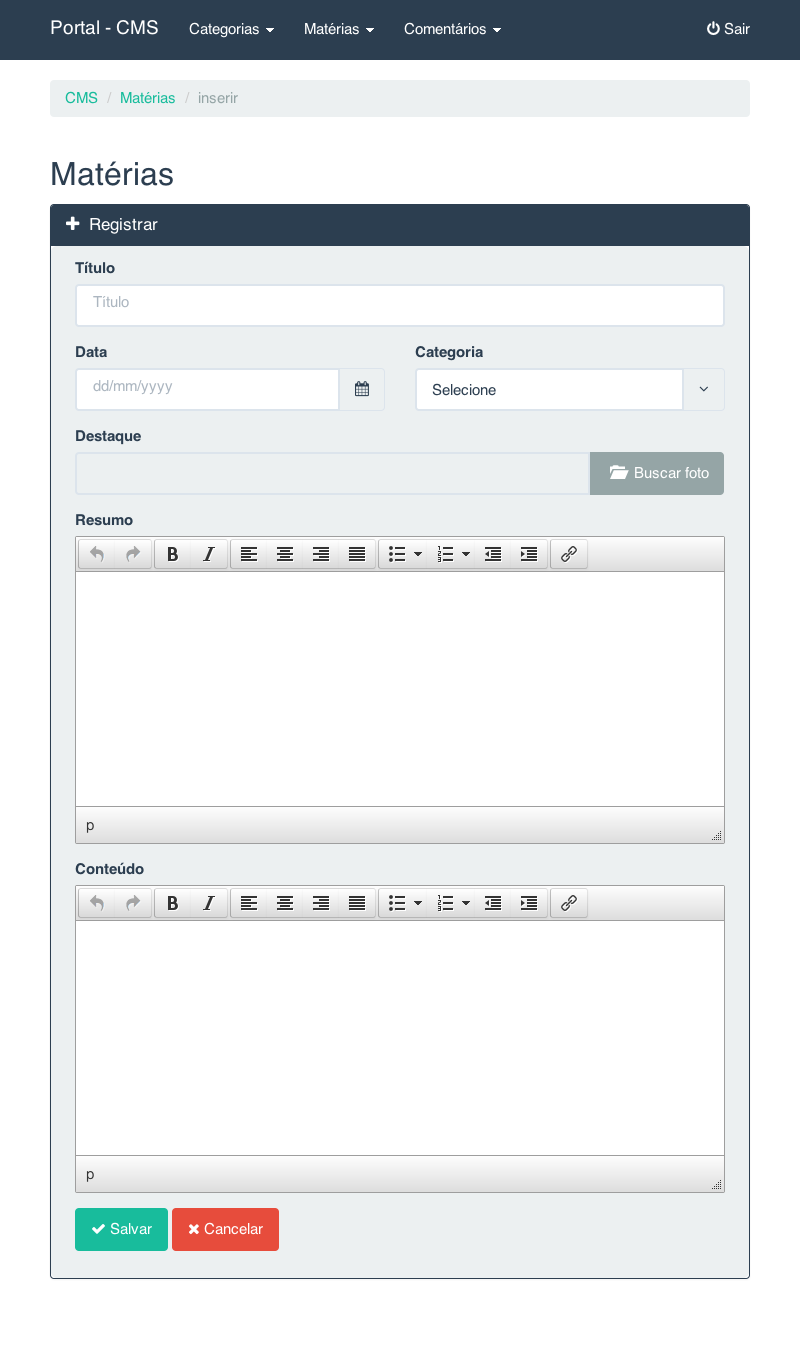 Portal - CMS Categorias Matérias Comentários Sair
CMS / Matérias / inserir
Matérias
Registrar
Título
Título
Data Categoria
dd/mm/yyyy Selecione
Destaque
Buscar foto
Resumo
B I
p
Conteúdo
B I
p
Salvar Cancelar